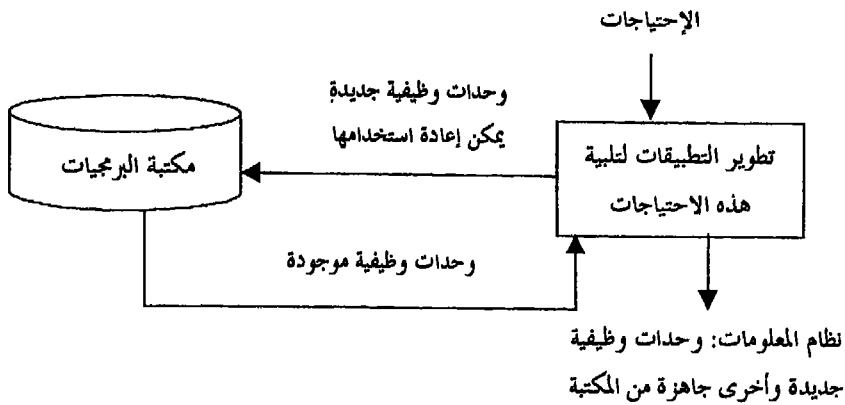 الإحتياجات
وحدات وظيفية جديدة
يمكن إعادة استخدامها
تطوير التطبيقات لتلبية
هذه الاحتياجات
مكتبة البرمجيات
وحدات وظيفية موجودة
نظام المعلومات: وحدات وظيفية
جديدة وأخرى جاهزة من المكتبة